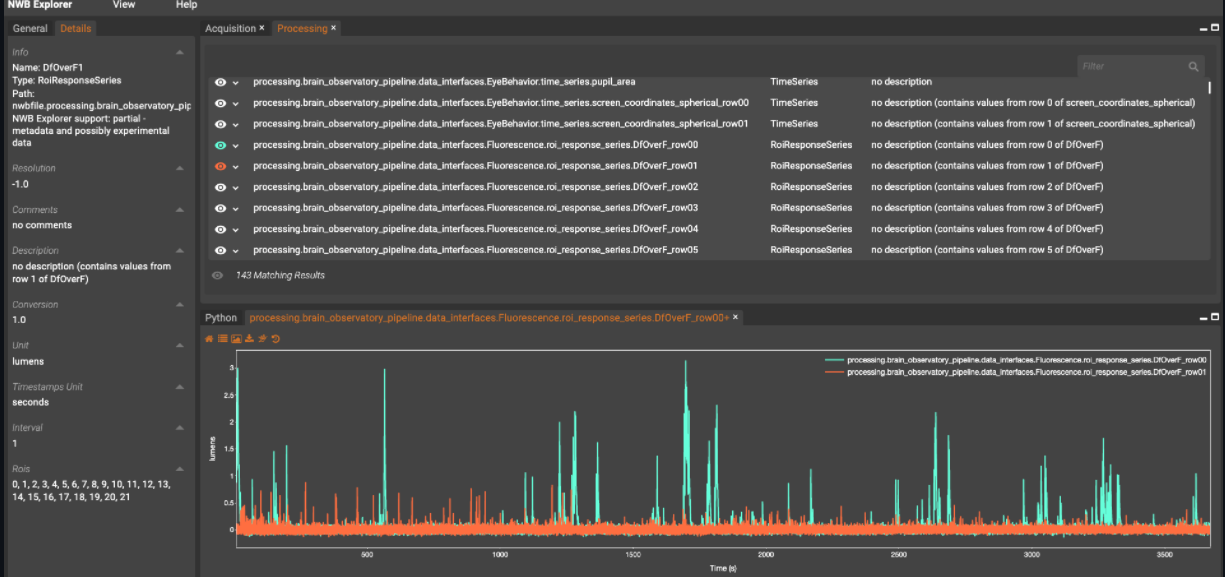 NWB Explorer View Help
General Details
Info
Name: DfOverF1
Type: RoiResponseSeries
Path:
nwbfile.processing.brain_observatory_pip
NWB Explorer support: partial -
metadata and possibly experimental
data
Resolution
-1.0
Comments
no comments
Description
no description (contains values from
row 1 of DfOverF)
Conversion
1.0
Unit
lumens
Timestamps Unit
seconds
Interval
1
Rois
0, 1, 2, 3, 4, 5, 6, 7, 8, 9, 10, 11, 12, 13,
14, 15, 16, 17, 18, 19, 20, 21
Acquisition × Processing ×
Filter
processing.brain_observatory_pipeline.data_interfaces.EyeBehavior.time_series.pupil_area TimeSeries no description
processing.brain_observatory_pipeline.data_interfaces.EyeBehavior.time_series.screen_coordinates_spherical_row00 TimeSeries no description (contains values from row 0 of screen_coordinates_spherical)
processing.brain_observatory_pipeline.data_interfaces.EyeBehavior.time_series.screen_coordinates_spherical_row01 TimeSeries no description (contains values from row 1 of screen_coordinates_spherical)
processing.brain_observatory_pipeline.data_interfaces.Fluorescence.roi_response_series.DfOverF_row00 RoiResponseSeries no description (contains values from row 0 of DfOverF)
processing.brain_observatory_pipeline.data_interfaces.Fluorescence.roi_response_series.DfOverF_row01 RoiResponseSeries no description (contains values from row 1 of DfOverF)
processing.brain_observatory_pipeline.data_interfaces.Fluorescence.roi_response_series.DfOverF_row02 RoiResponseSeries no description (contains values from row 2 of DfOverF)
processing.brain_observatory_pipeline.data_interfaces.Fluorescence.roi_response_series.DfOverF_row03 RoiResponseSeries no description (contains values from row 3 of DfOverF)
processing.brain_observatory_pipeline.data_interfaces.Fluorescence.roi_response_series.DfOverF_row04 RoiResponseSeries no description (contains values from row 4 of DfOverF)
processing.brain_observatory_pipeline.data_interfaces.Fluorescence.roi_response_series.DfOverF_row05 RoiResponseSeries no description (contains values from row 5 of DfOverF)
143 Matching Results
Python processing.brain_observatory_pipeline.data_interfaces.Fluorescence.roi_response_series.DfOverF_row00+ ×
processing.brain_observatory_pipeline.data_interfaces.Fluorescence.roi_response_series.DfOverF_row00
processing.brain_observatory_pipeline.data_interfaces.Fluorescence.roi_response_series.DfOverF_row01
3
2.5
2
1.5
1
0.5
0
lumens
500 1000 1500 2000 2500 3000 3500
Time (s)